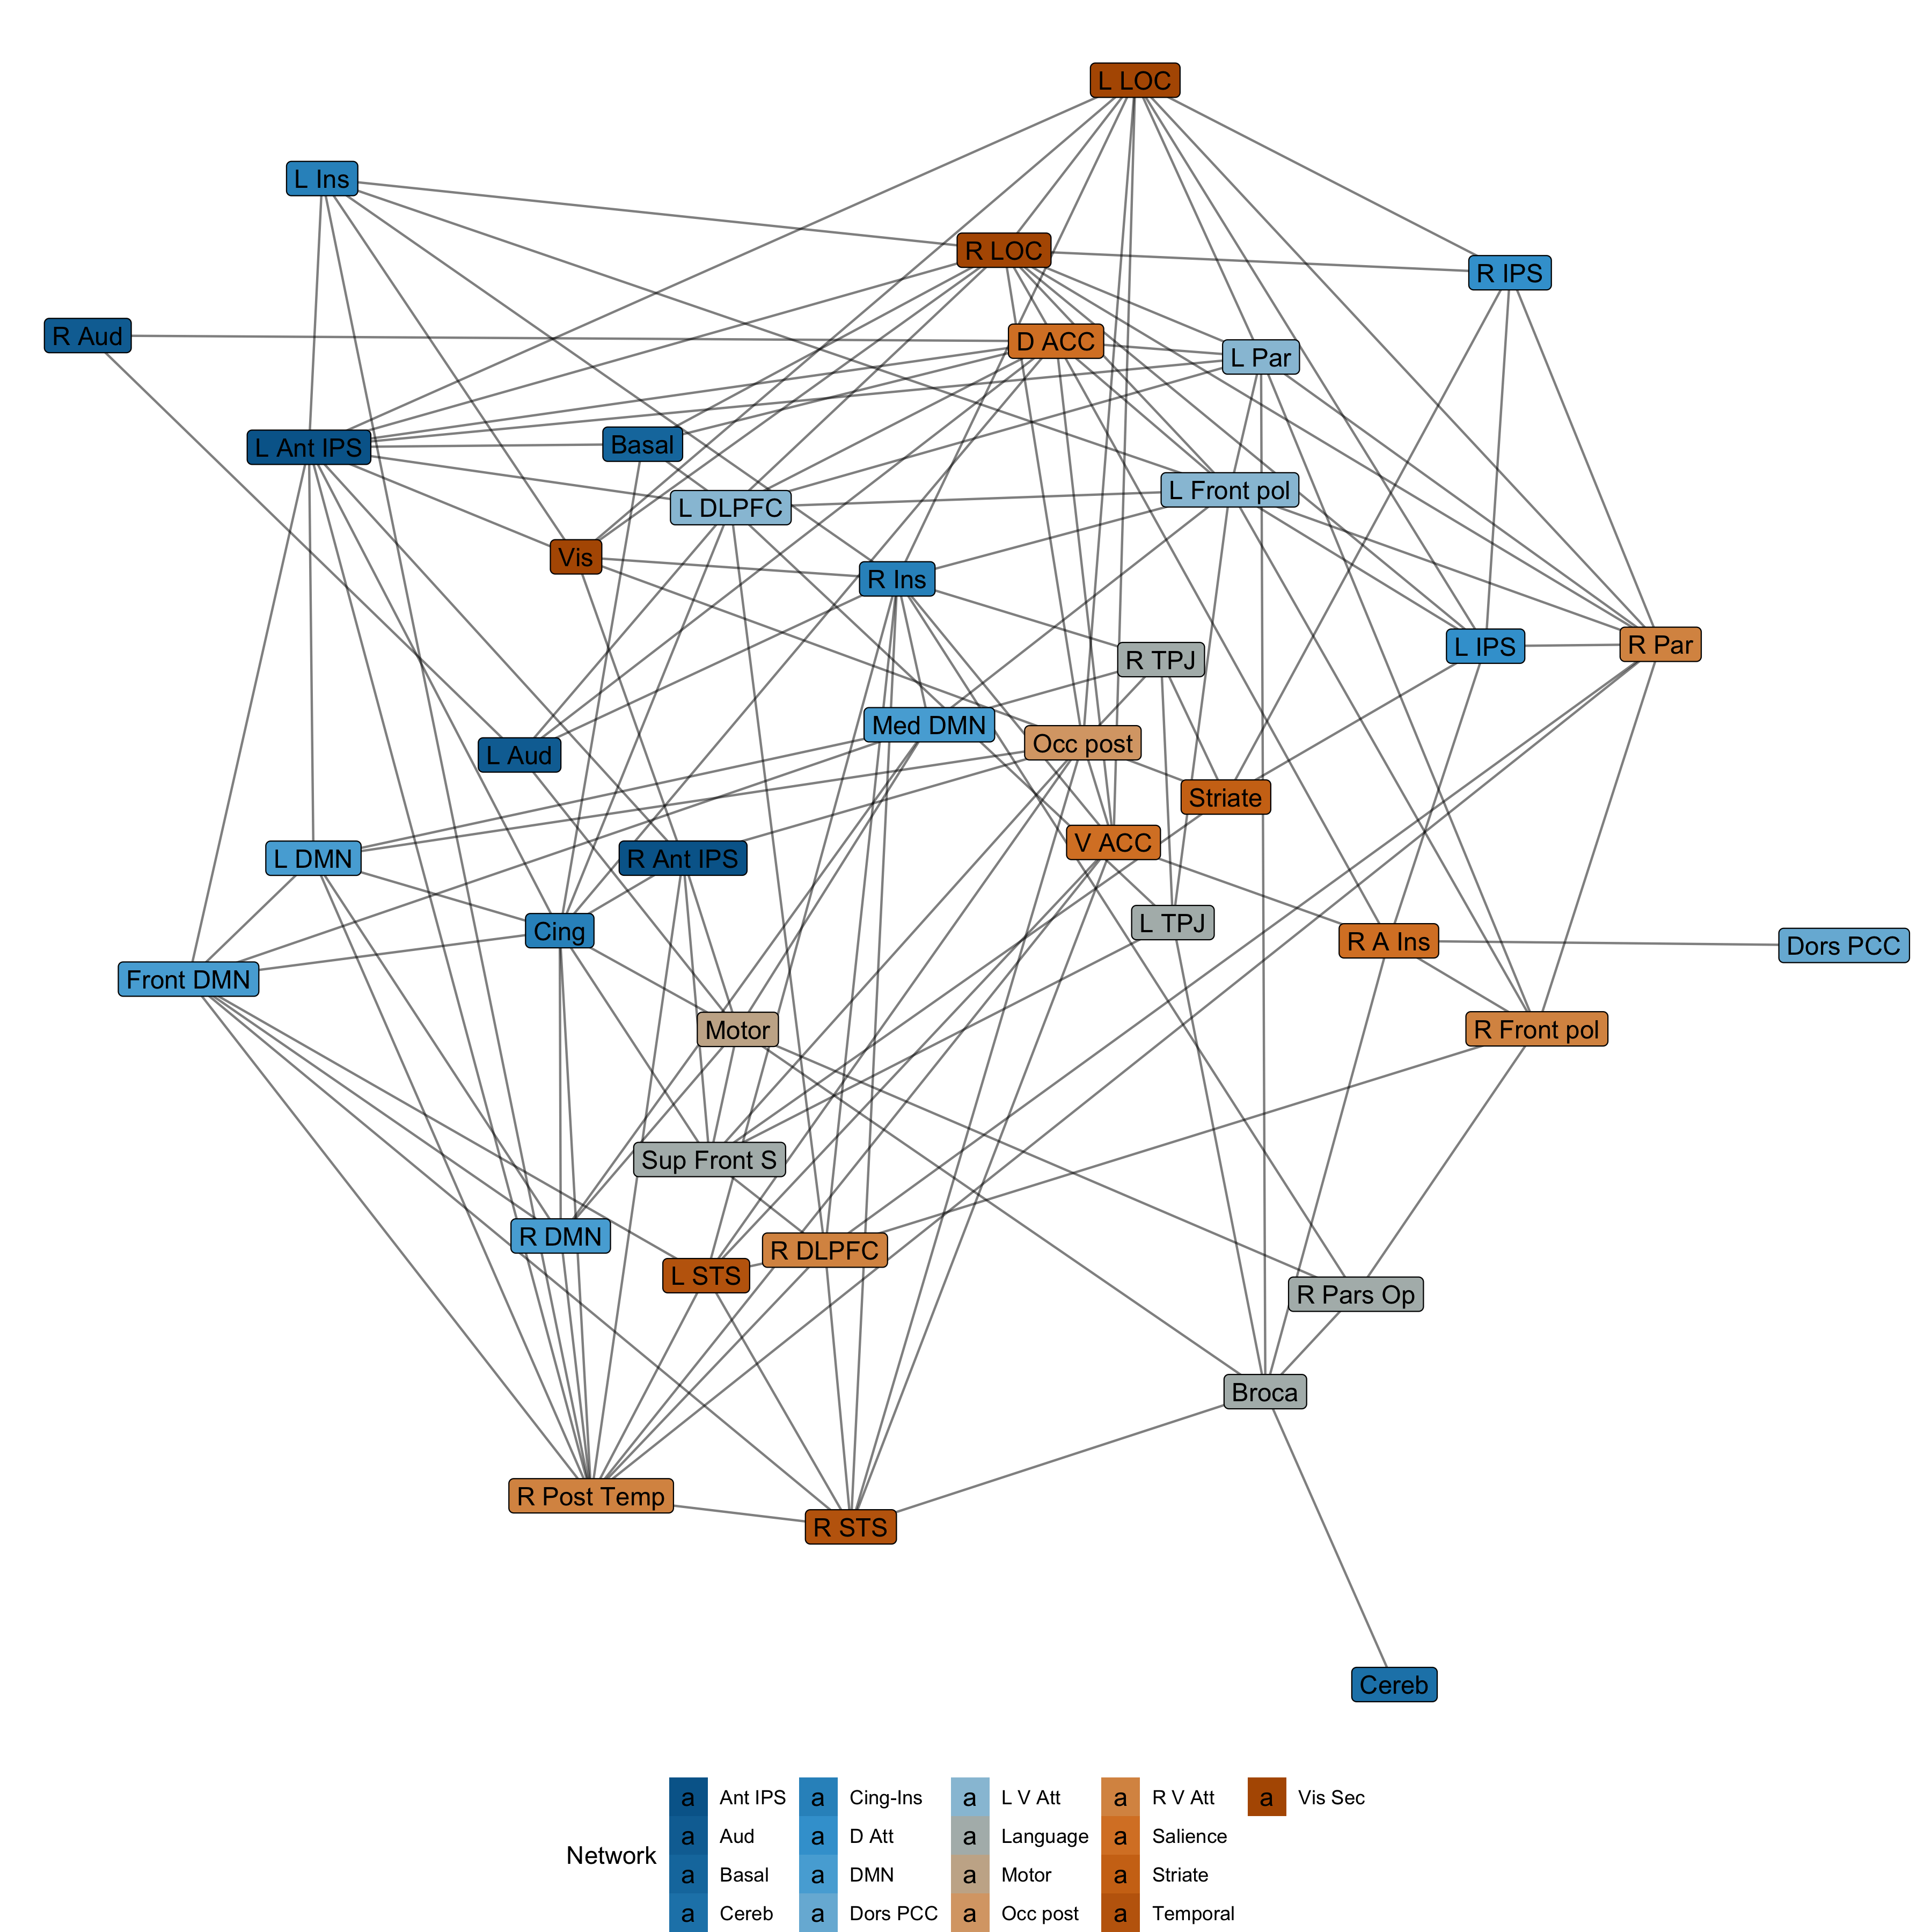 L LOC
L Ins
R LOC
R IPS
R Aud
D ACC
L Par
L Ant IPS
Basal
L DLPFC
L Front pol
Vis
R Ins
R TPJ
L IPS
R Par
Med DMN
Occ post
L Aud
Striate
V ACC
L DMN
R Ant IPS
L TPJ
Cing
R A Ins
Dors PCC
Front DMN
Motor
R Front pol
Sup Front S
R DMN
R DLPFC
L STS
R Pars Op
Broca
R Post Temp
R STS
Cereb
Network
a Ant IPS
a Aud
a Basal
a Cereb
a Cing-Ins
a D Att
a DMN
a Dors PCC
a L V Att
a Language
a Motor
a Occ post
a R V Att
a Salience
a Striate
a Temporal
a Vis Sec